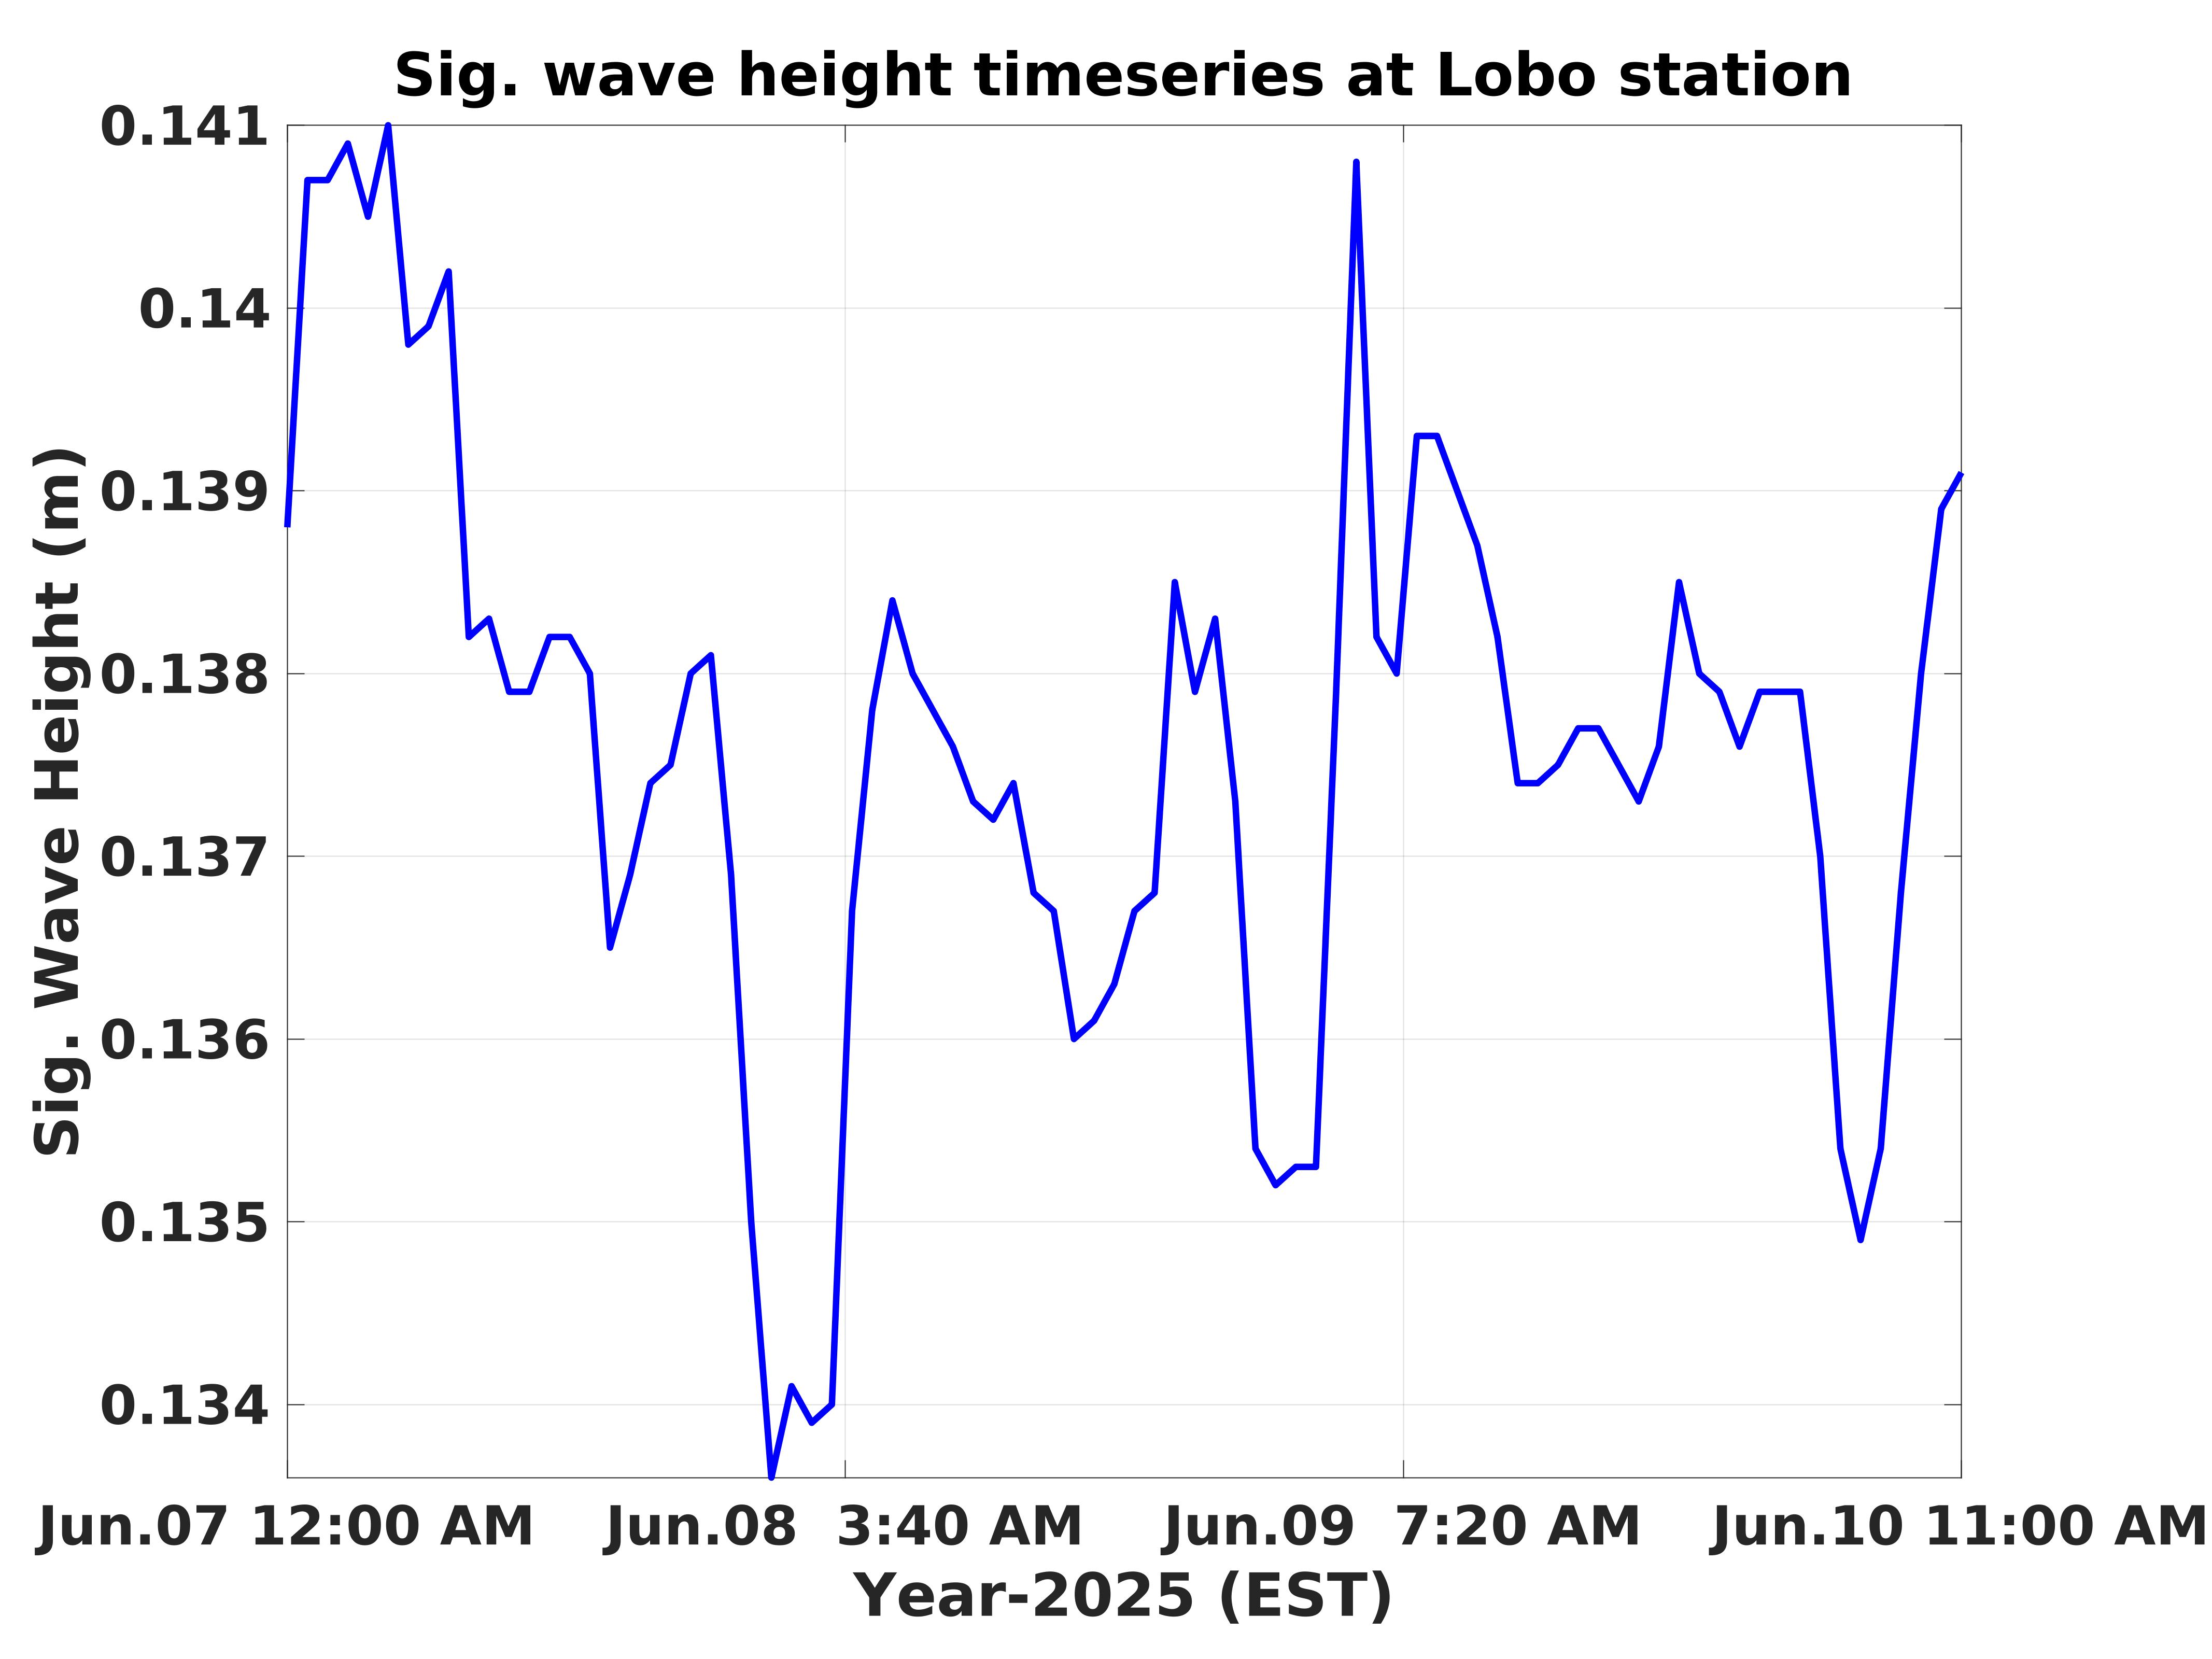 Sig. wave height timeseries at Lobo station
0.141
0.14
0.139
0.138
0.137
0.136
0.135
0.134
Sig. Wave Height (m)
Jun.07 12:00 AM Jun.08 3:40 AM Jun.09 7:20 AM Jun.10 11:00 AM
Year-2025 (EST)